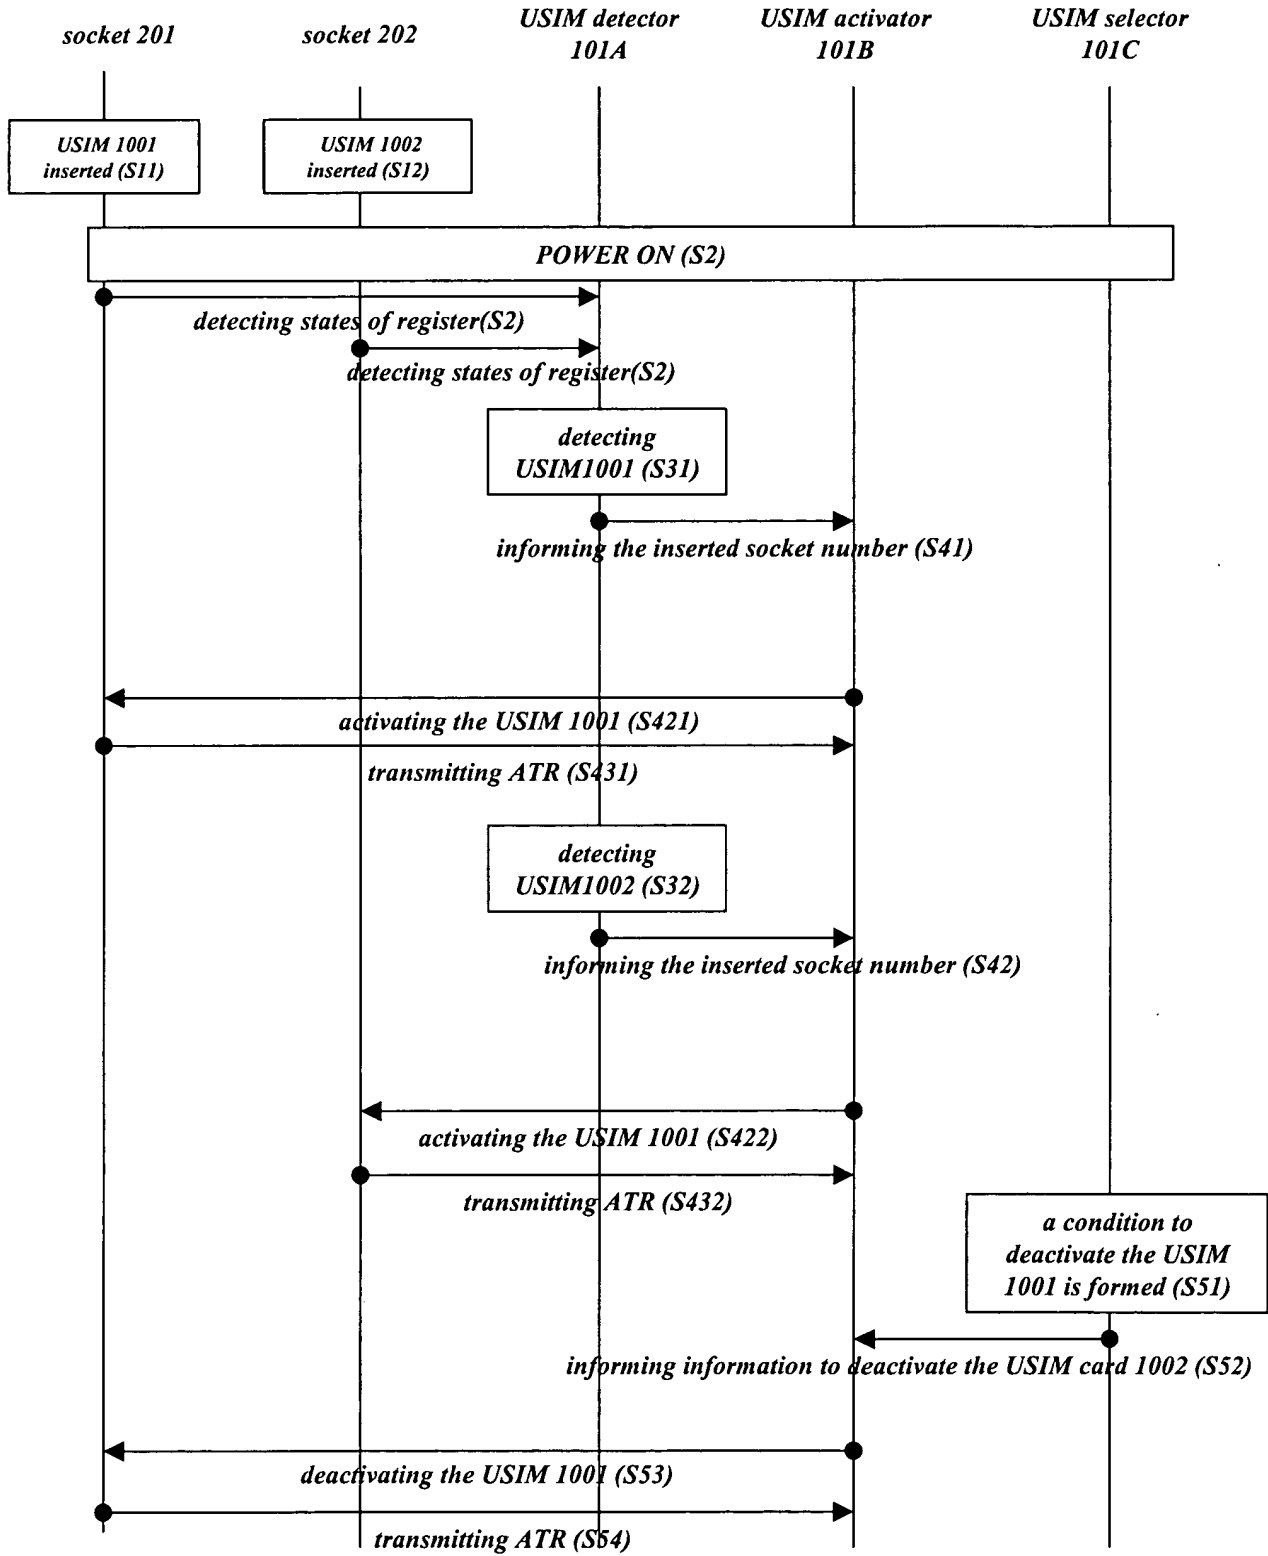 socket 201
socket 202
USIM detector
101A
USIM activator
101B
USIM selector
101C
USIM 1001
inserted (S11)
USIM 1002
inserted (S12)
POWER ON (S2)
detecting states of register(S2)
detecting states of register(S2)
detecting
USIM1001 (S31)
informing the inserted socket number (S41)
activating the USIM 1001 (S421)
transmitting ATR (S431)
detecting
USIM1002 (S32)
informing the inserted socket number (S42)
activating the USIM 1001 (S422)
transmitting ATR (S432)
a condition to
deactivate the USIM
1001 is formed (S51)
informing information to deactivate the USIM card 1002 (S52)
deactivating the USIM 1001 (S53)
transmitting ATR (S54)